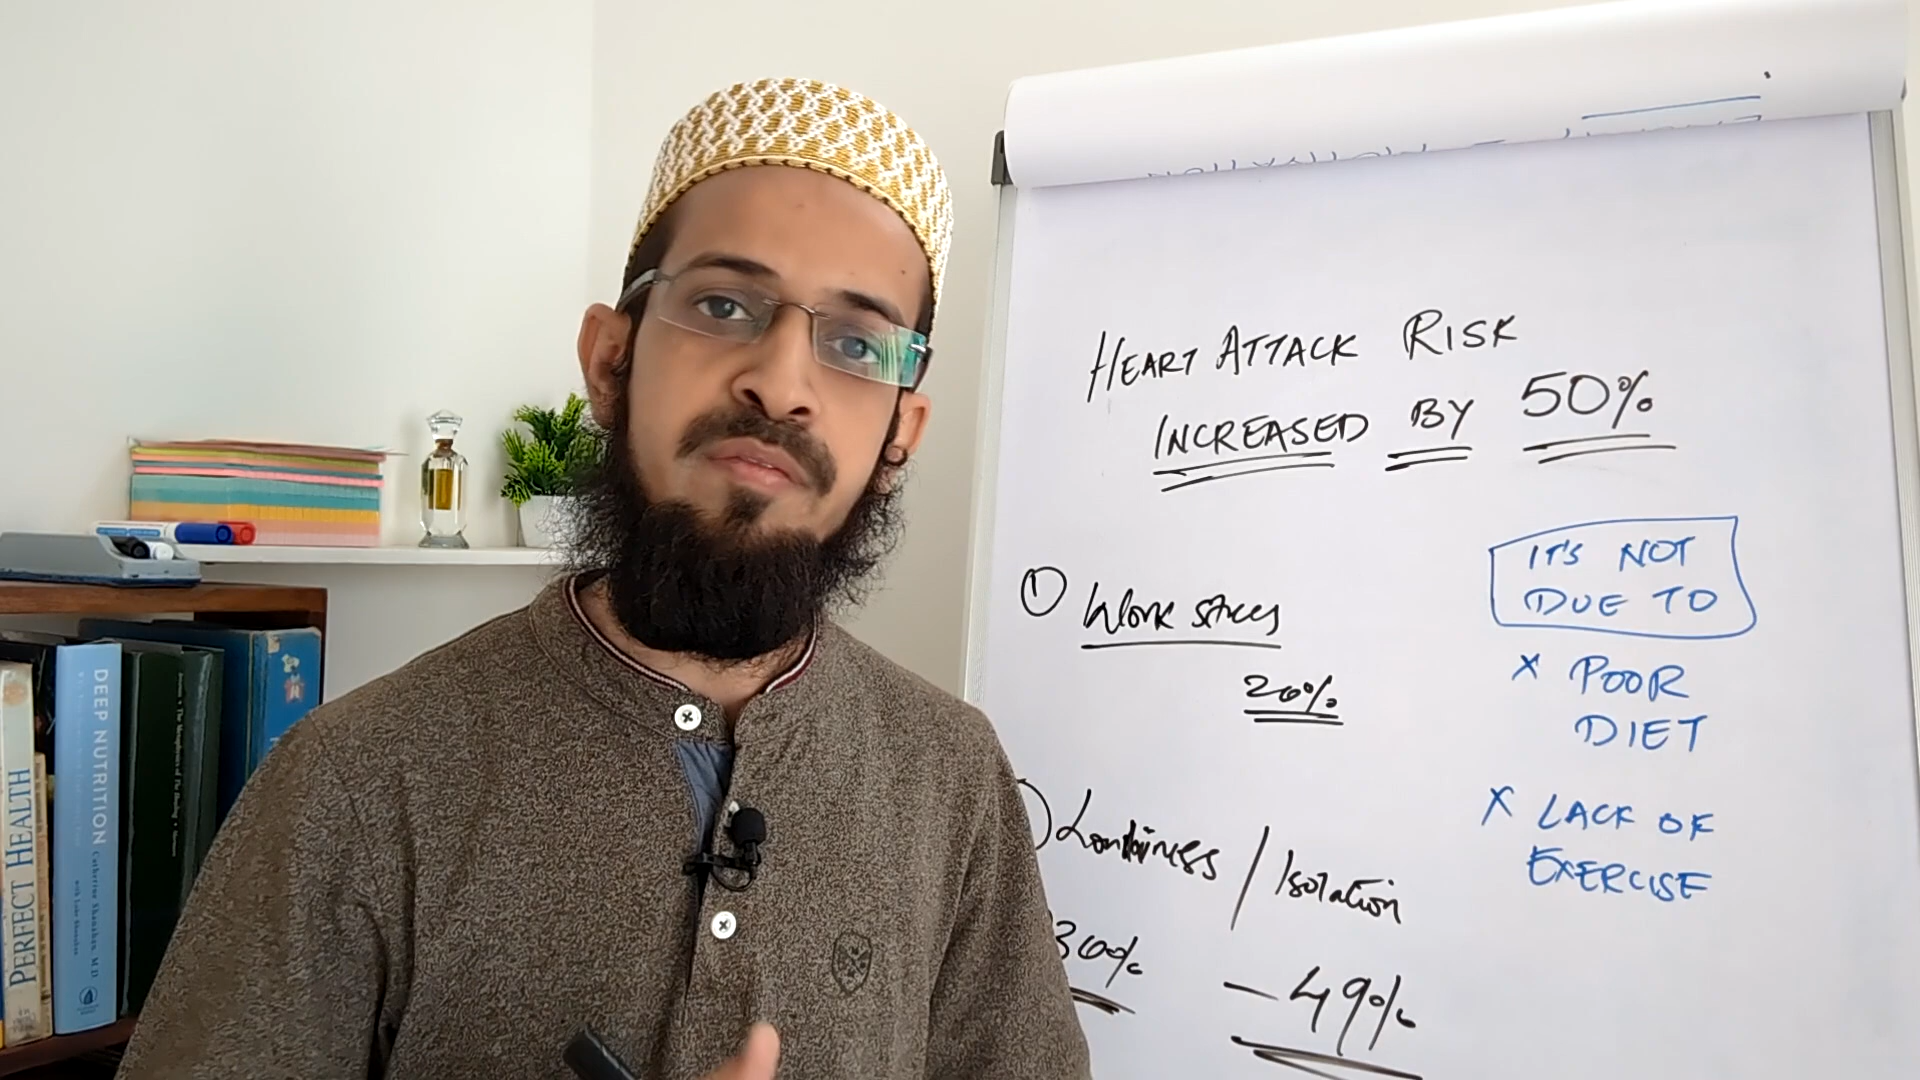 HEART ATTACK RISK
INCREASED BY 50%
① Work stress
20%
Loneliness / Isolation
30%
- 49%
IT'S NOT
DUE TO
X POOR
DIET
X LACK OF
EXERCISE
PERFECT HEALTH
DEEP NUTRITION
Catherine Shanahan, M.D.